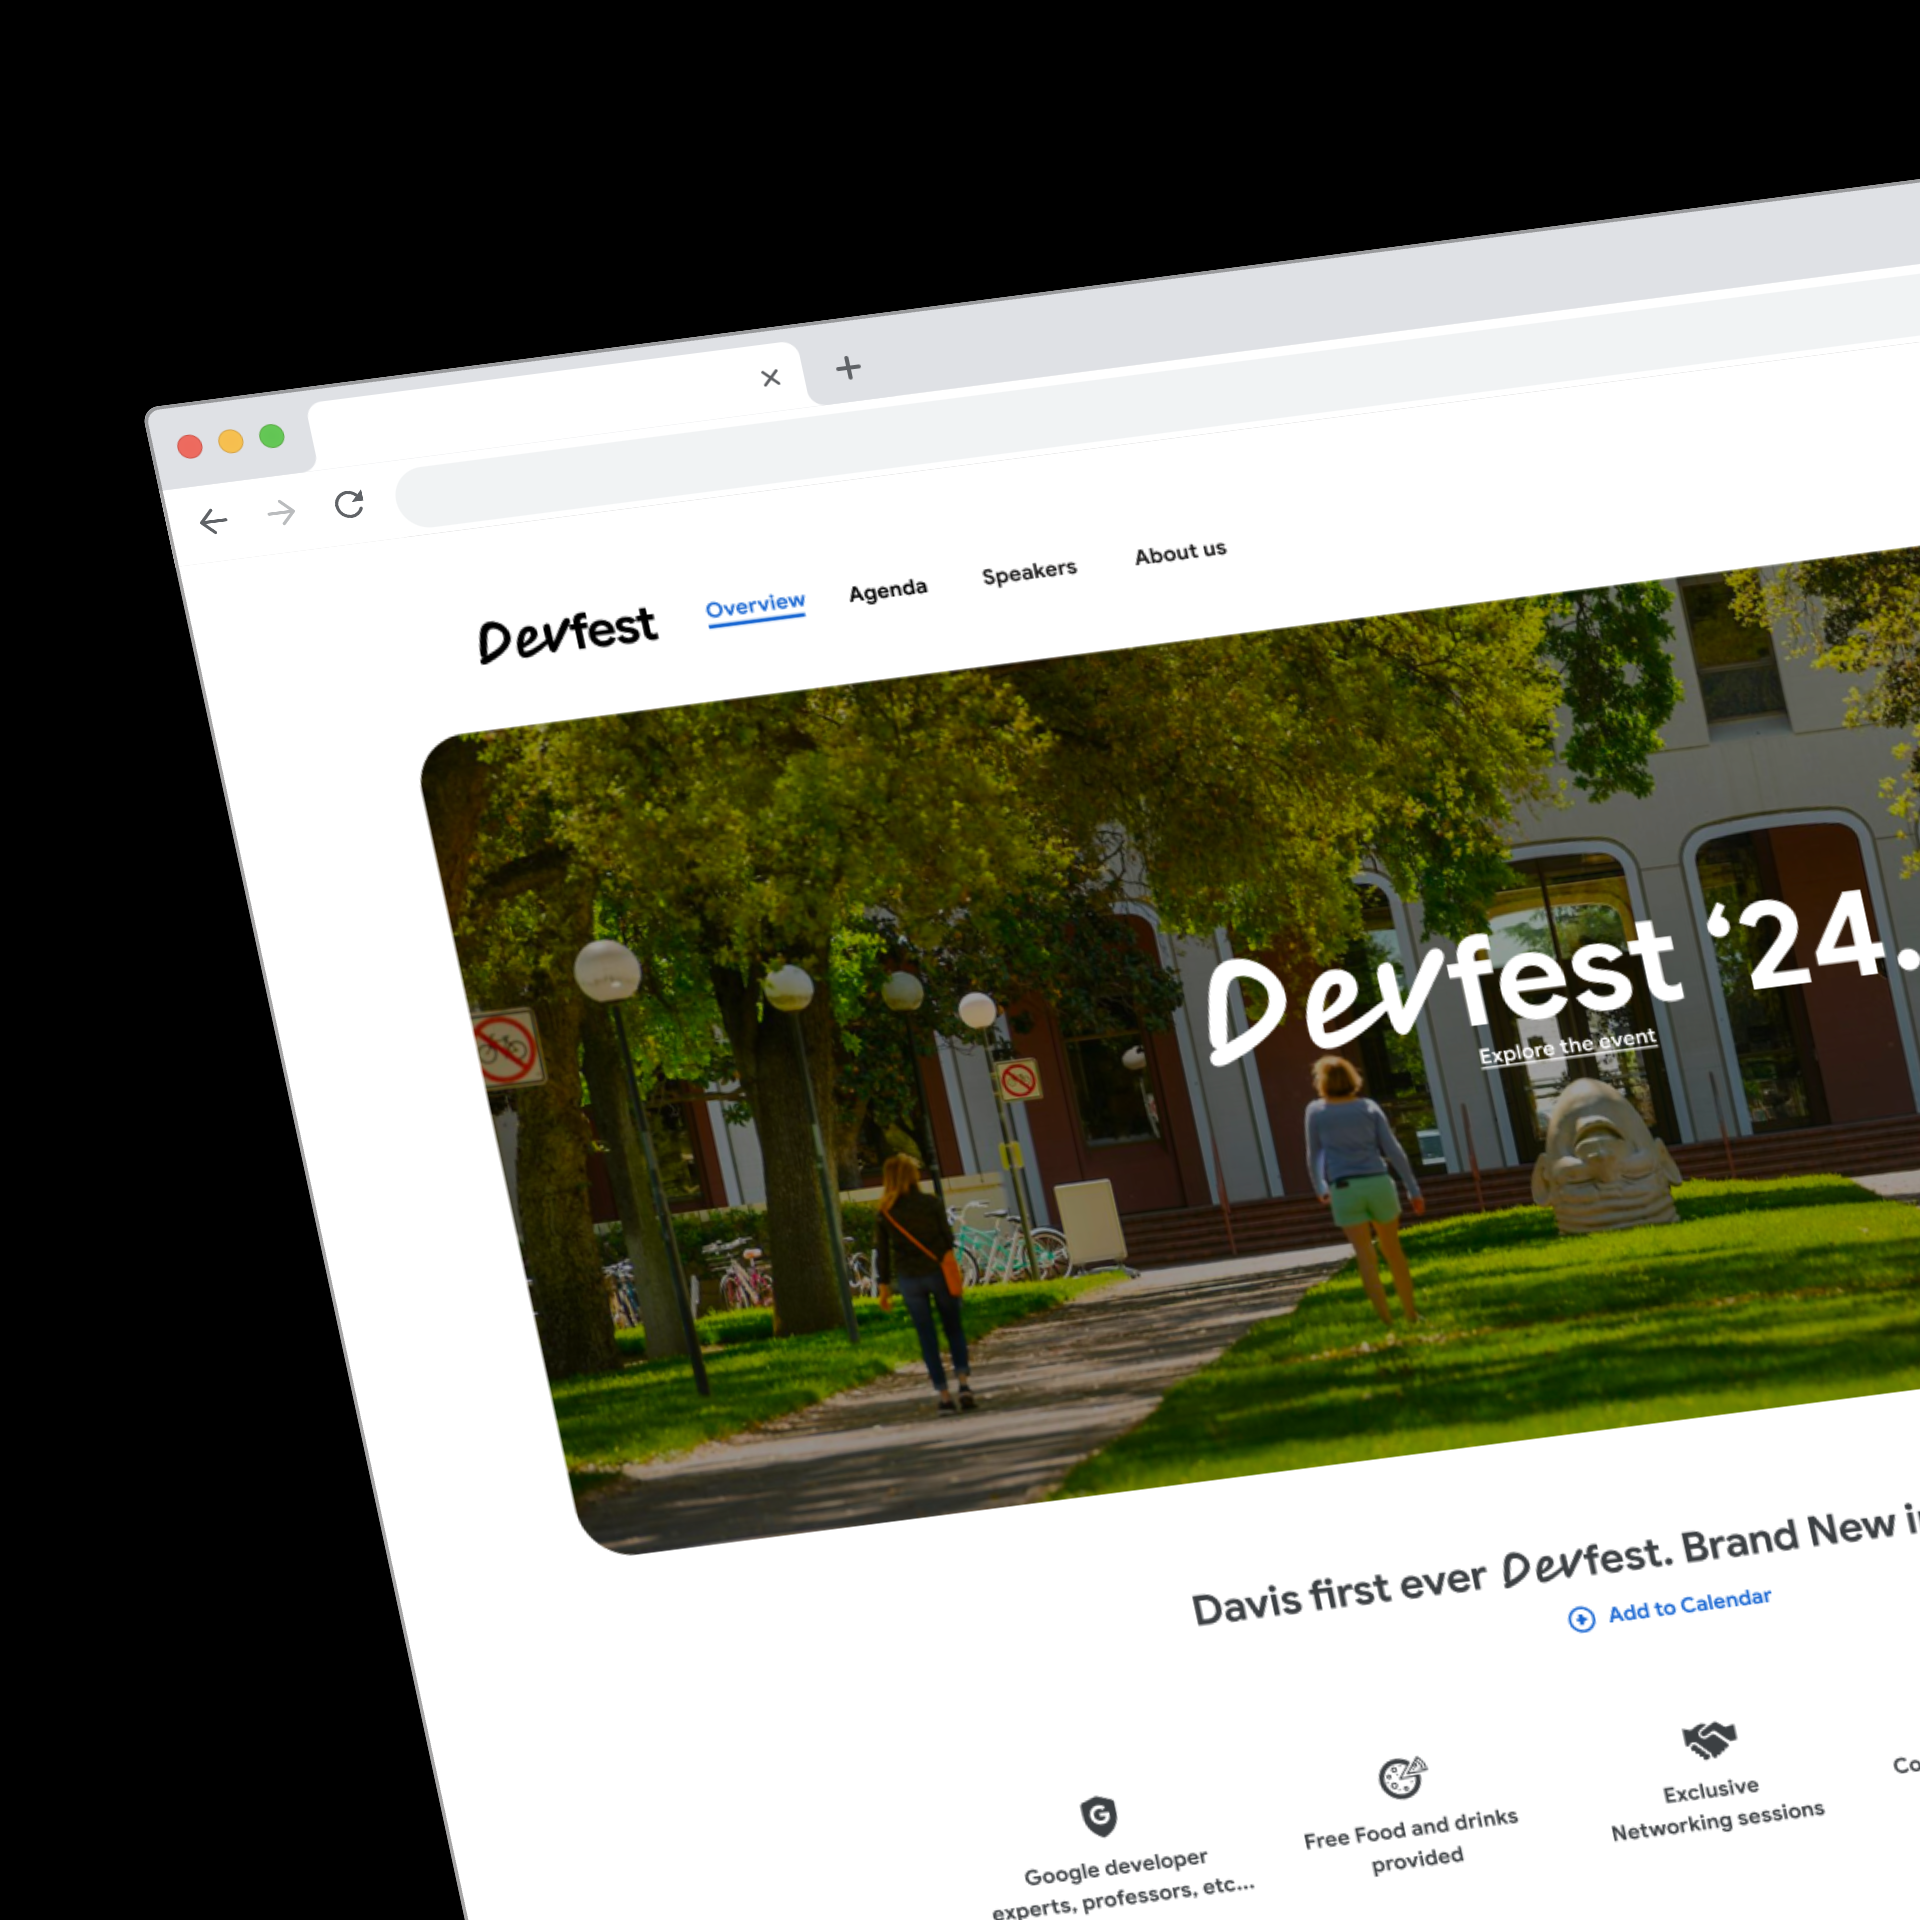 Devfest
Overview
Agenda
Speakers
About us
Devfest ‘24.
Explore the event
Davis first ever Devfest. Brand New
Add to Calendar
Google developer
experts, professors, etc...
Free Food and drinks
provided
Exclusive
Networking sessions